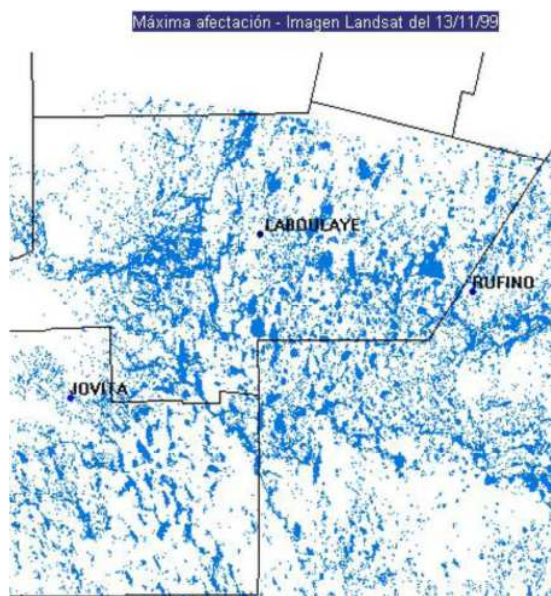 Máxima afectación - Imagen Landsat del 13/11/99
LABOULAYE
RUFINO
JOVITA